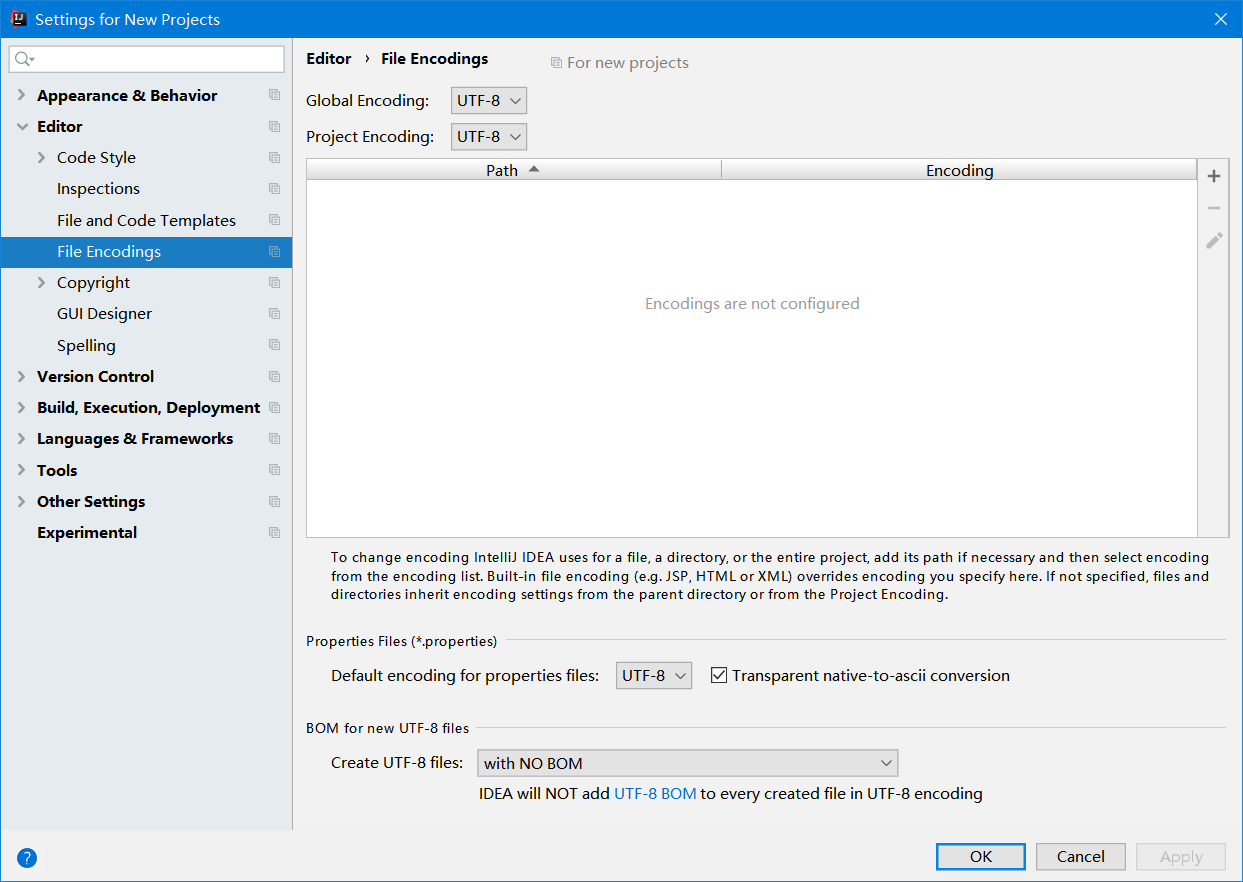 Settings for New Projects
Appearance & Behavior
Editor
Code Style
Inspections
File and Code Templates
File Encodings
Copyright
GUI Designer
Spelling
Version Control
Build, Execution, Deployment
Languages & Frameworks
Tools
Other Settings
Experimental
Editor › File Encodings
For new projects
Global Encoding: UTF-8
Project Encoding: UTF-8
Path Encoding
Encodings are not configured
To change encoding IntelliJ IDEA uses for a file, a directory, or the entire project, add its path if necessary and then select encoding
from the encoding list. Built-in file encoding (e.g. JSP, HTML or XML) overrides encoding you specify here. If not specified, files and
directories inherit encoding settings from the parent directory or from the Project Encoding.
Properties Files (*.properties)
Default encoding for properties files: UTF-8 Transparent native-to-ascii conversion
BOM for new UTF-8 files
Create UTF-8 files: with NO BOM
IDEA will NOT add UTF-8 BOM to every created file in UTF-8 encoding
? OK Cancel Apply